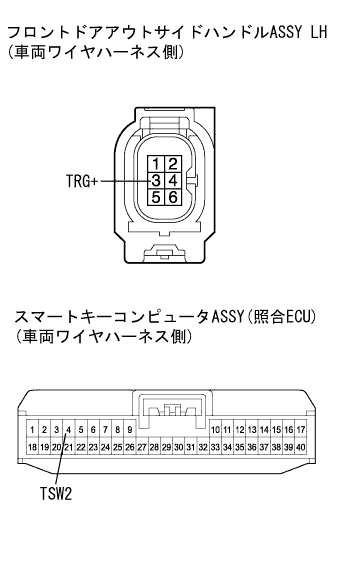 フロントドアアウトサイドハンドルASSY LH
(車両ワイヤハーネス側)
1 2
TRG+ 3 4
5 6
スマートキーコンピュータASSY(照合ECU)
(車両ワイヤハーネス側)
1 2 3 4 5 6 7 8 9 10 11 12 13 14 15 16 17
18 19 20 21 22 23 24 25 26 27 28 29 30 31 32 33 34 35 36 37 38 39 40
TSW2